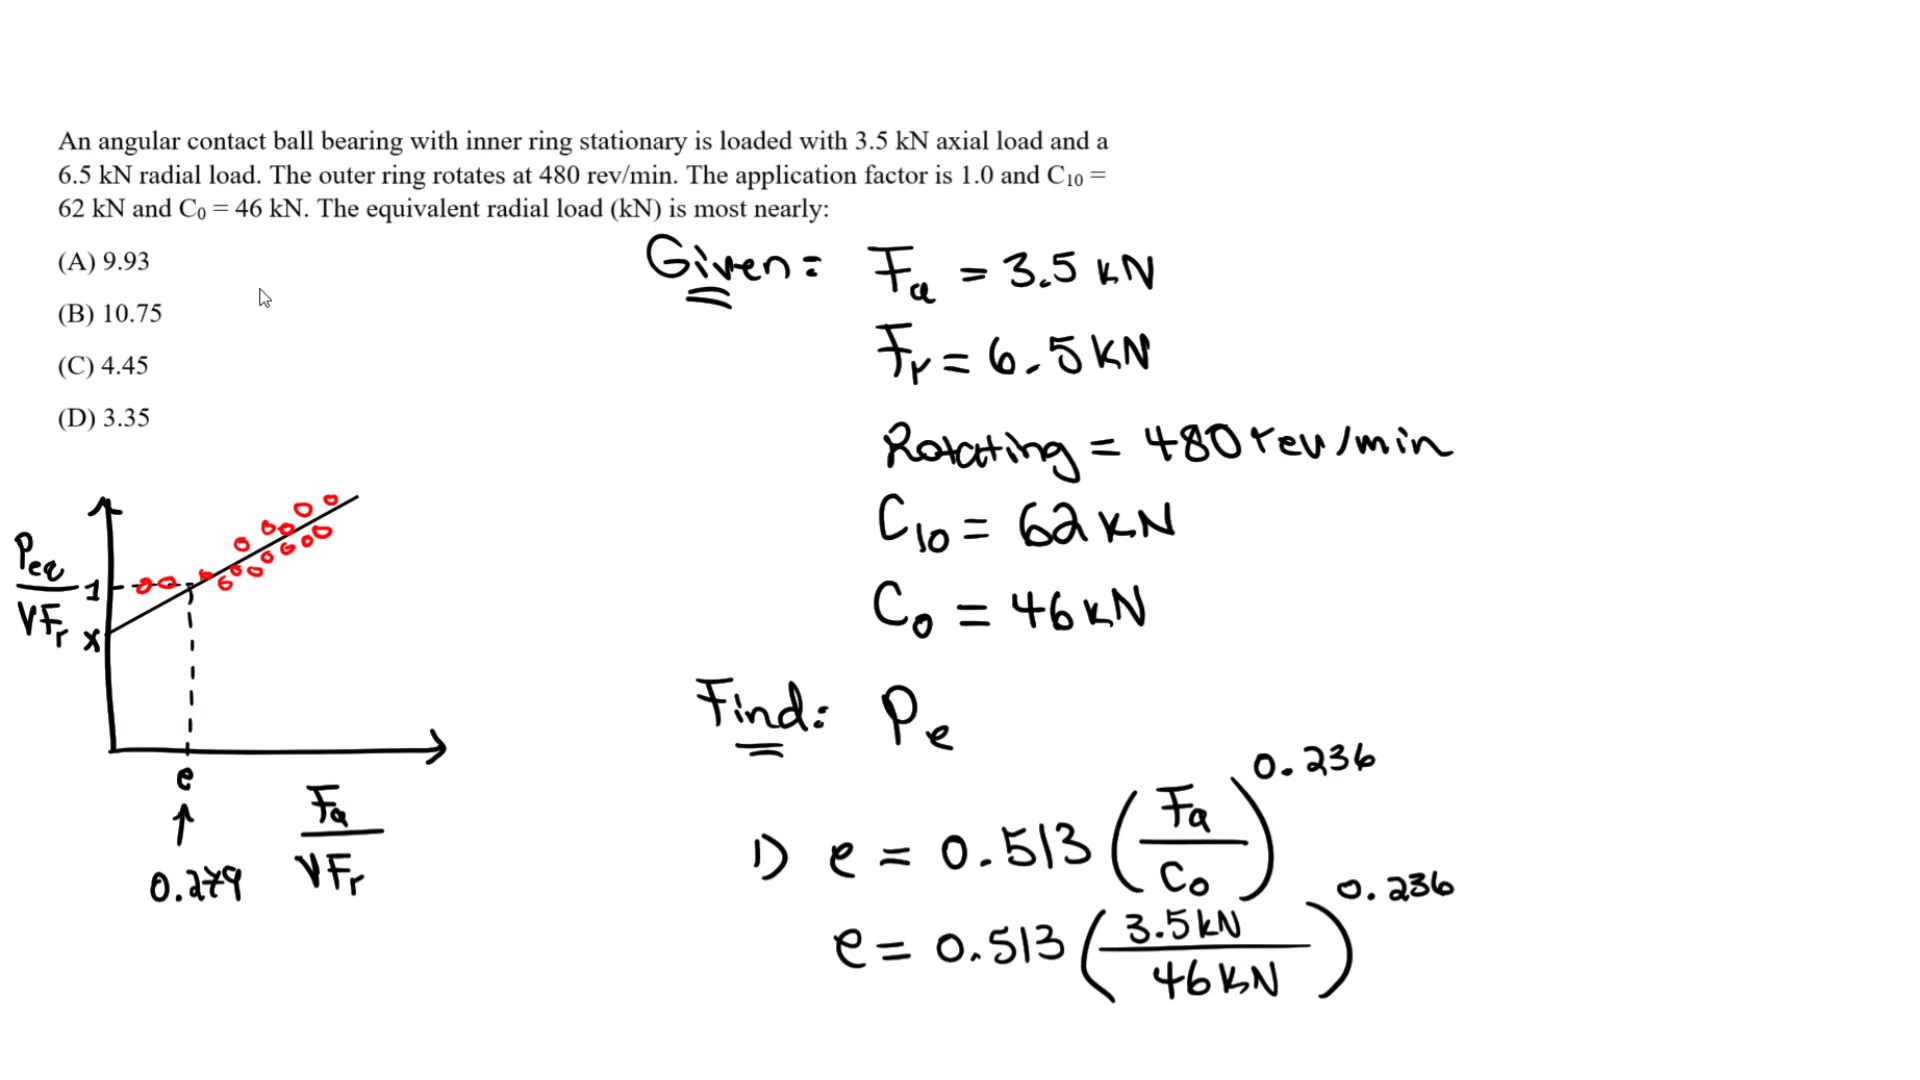 An angular contact ball bearing with inner ring stationary is loaded with 3.5 kN axial load and a
6.5 kN radial load. The outer ring rotates at 480 rev/min. The application factor is 1.0 and C₁₀ =
62 kN and C₀ = 46 kN. The equivalent radial load (kN) is most nearly:
(A) 9.93
(B) 10.75
(C) 4.45
(D) 3.35
Given: Fa = 3.5 kN
Fr = 6.5 kN
Rotating = 480 rev/min
C10 = 62 kN
C0 = 46 kN
Find: Pe
1) e = 0.513 (Fa/C0)^0.236
e = 0.513 (3.5 kN/46 kN)^0.236
Peq
VFr
1
x
e
0.279
Fa
VFr